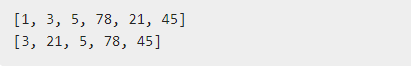 [1, 3, 5, 78, 21, 45]
[3, 21, 5, 78, 45]